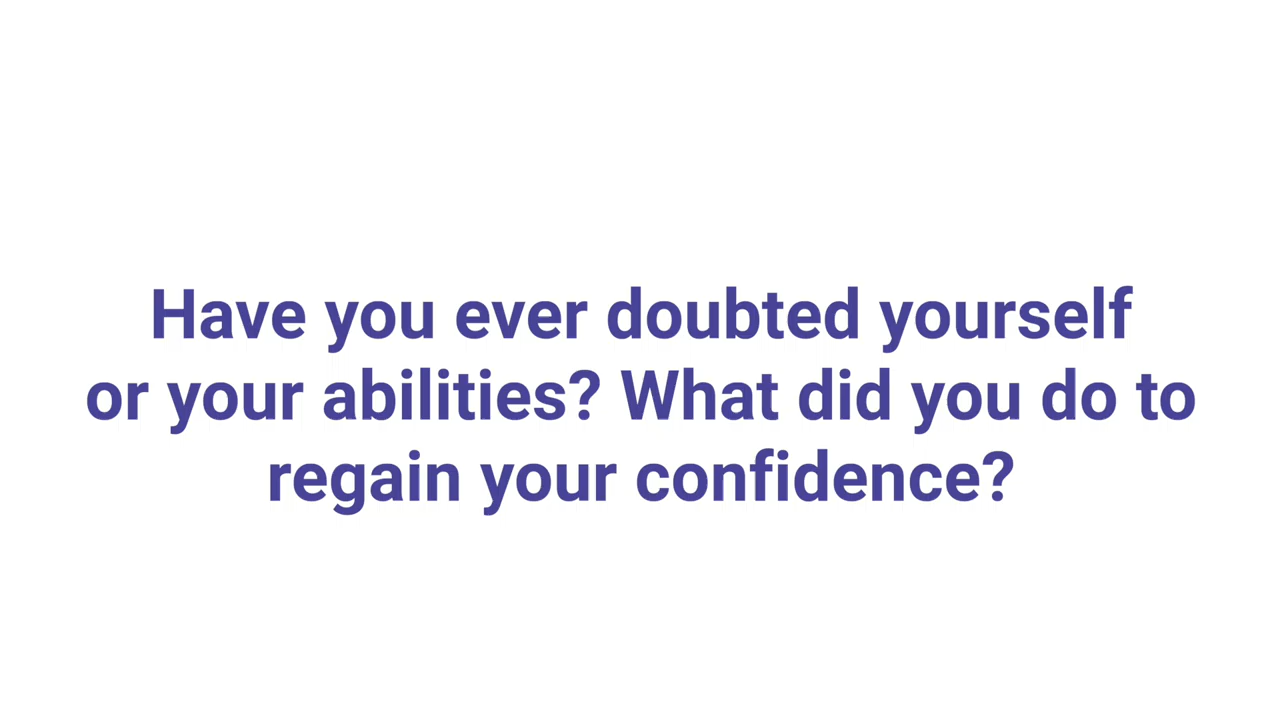 Have you ever doubted yourself
or your abilities? What did you do to
regain your confidence?